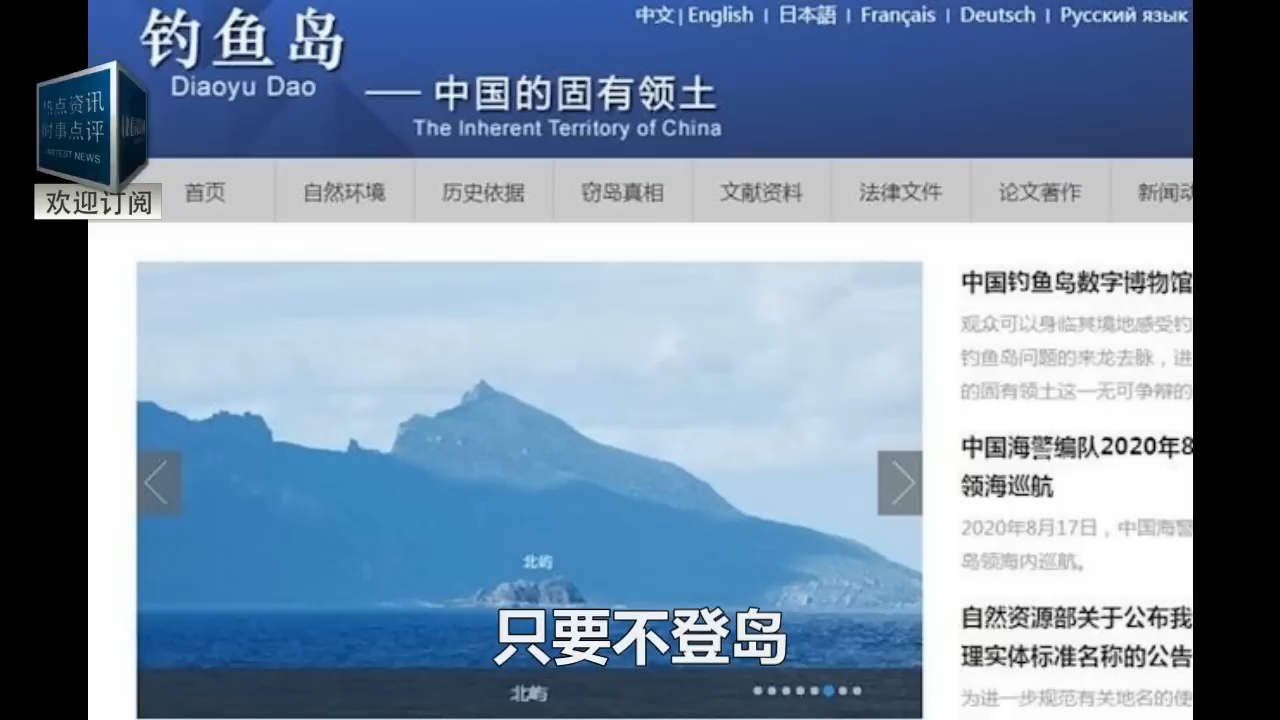 中文 | English | 日本語 | Français | Deutsch | Русский язык
钓鱼岛
Diaoyu Dao
—— 中国的固有领土
The Inherent Territory of China
热点资讯
时事点评
欢迎订阅
首页 自然环境 历史依据 窃岛真相 文献资料 法律文件 论文著作 新闻动
中国钓鱼岛数字博物馆
观众可以身临其境地感受钓
钓鱼岛问题的来龙去脉，进
的固有领土这一无可争辩的
中国海警编队2020年8
领海巡航
2020年8月17日，中国海警
岛领海内巡航。
自然资源部关于公布我
理实体标准名称的公告
为进一步规范有关地名的使
北屿
只要不登岛
北屿